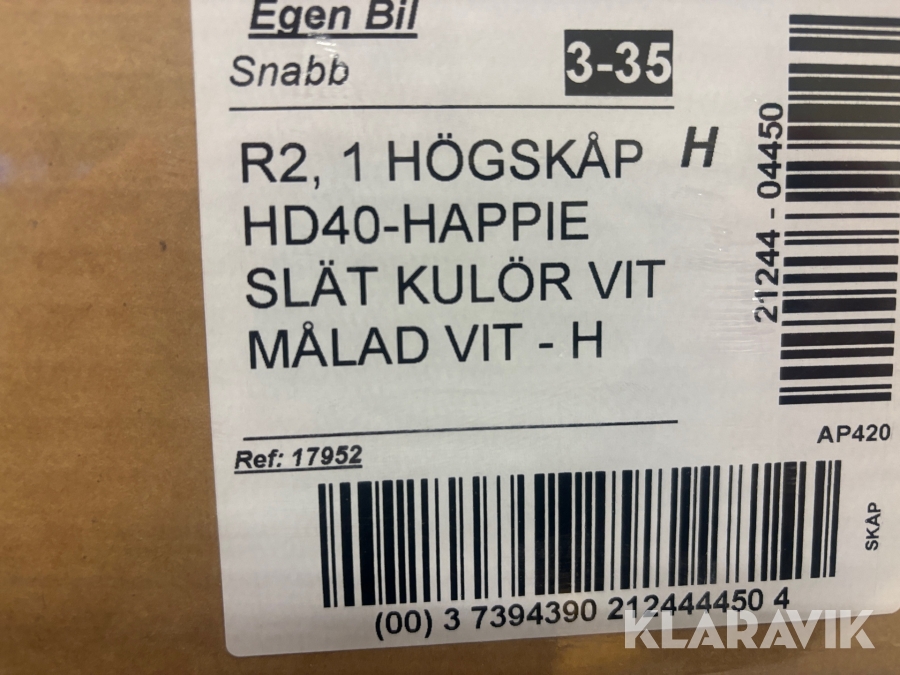 Egen Bil
Snabb
3-35
R2, 1 HÖGSKÅP H
HD40-HAPPIE
SLÄT KULÖR VIT
MÅLAD VIT - H
21244 - 04450
AP420
Ref: 17952
SKÅP
(00) 3 7394390 212444450 4
KLARAVIK